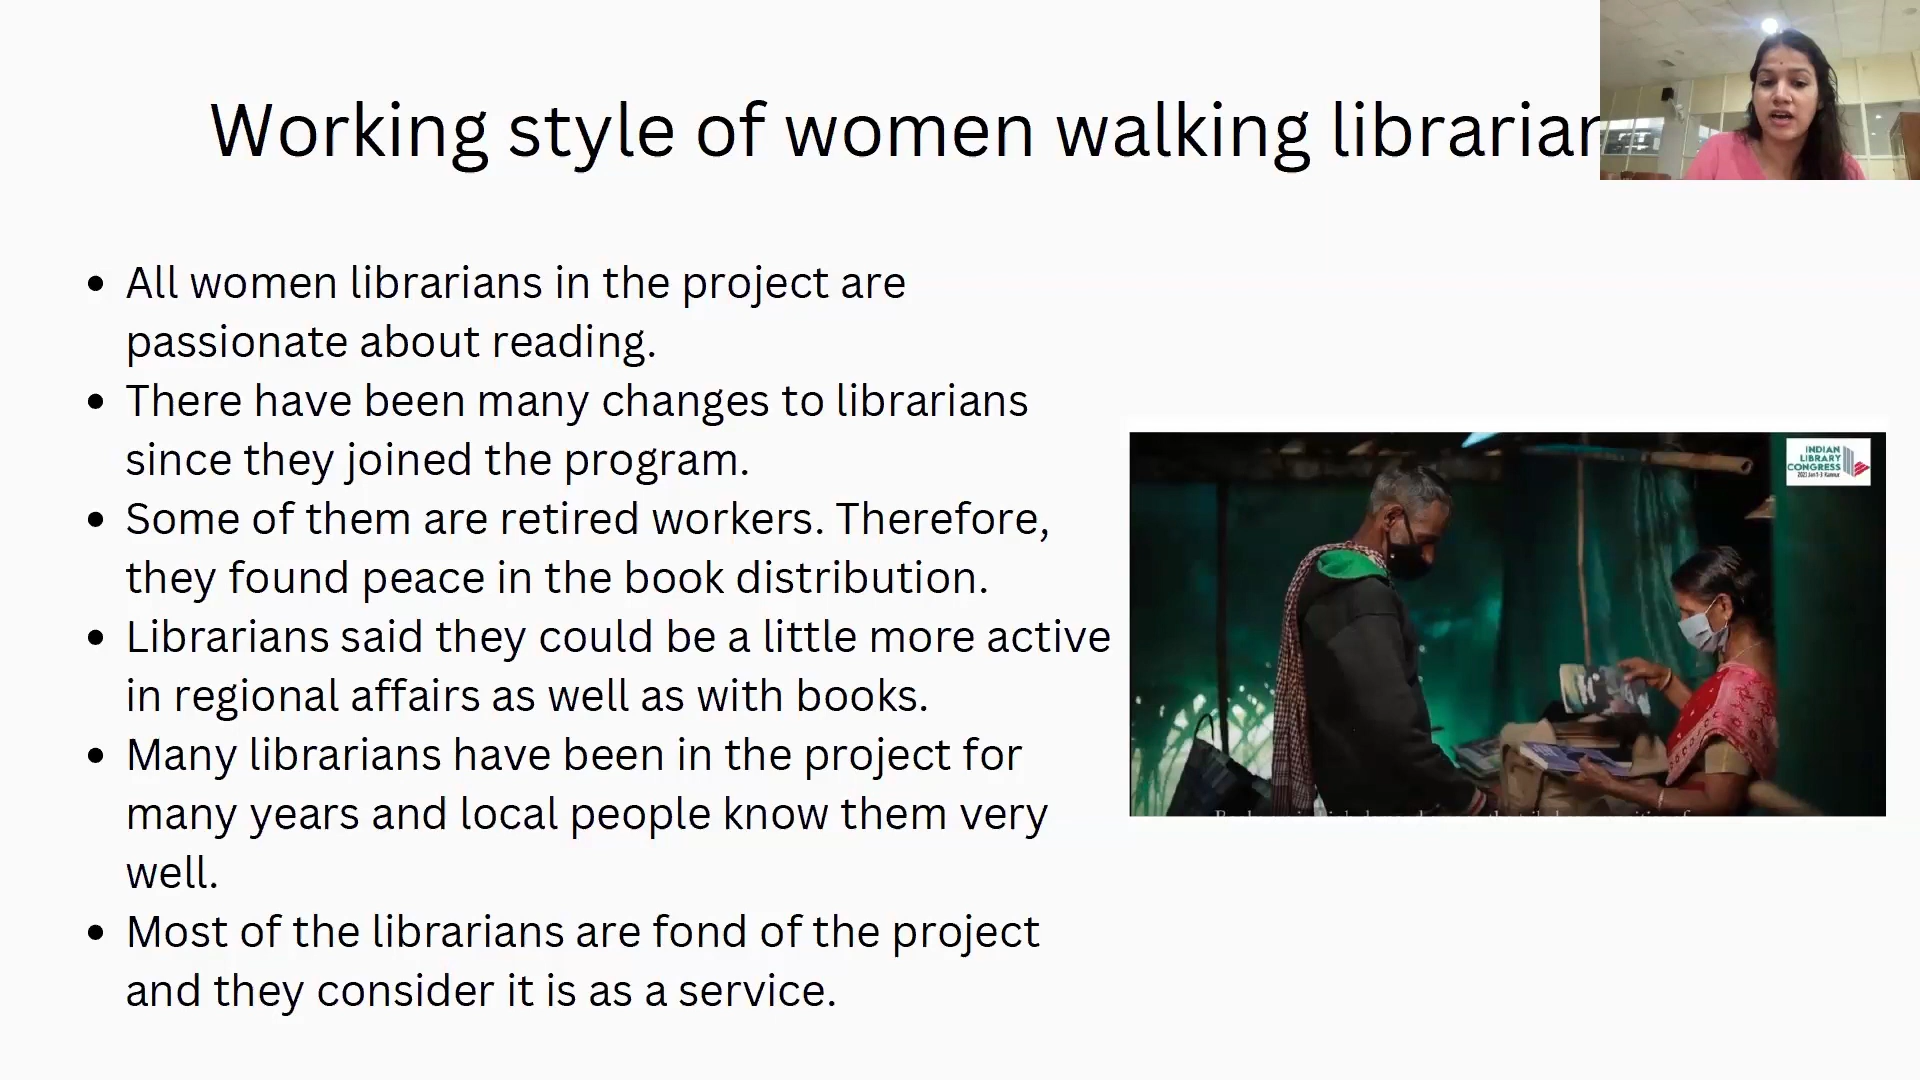 Working style of women walking librarian
• All women librarians in the project are
passionate about reading.
• There have been many changes to librarians
since they joined the program.
• Some of them are retired workers. Therefore,
they found peace in the book distribution.
• Librarians said they could be a little more active
in regional affairs as well as with books.
• Many librarians have been in the project for
many years and local people know them very
well.
• Most of the librarians are fond of the project
and they consider it is as a service.
INDIAN
LIBRARY
CONGRESS